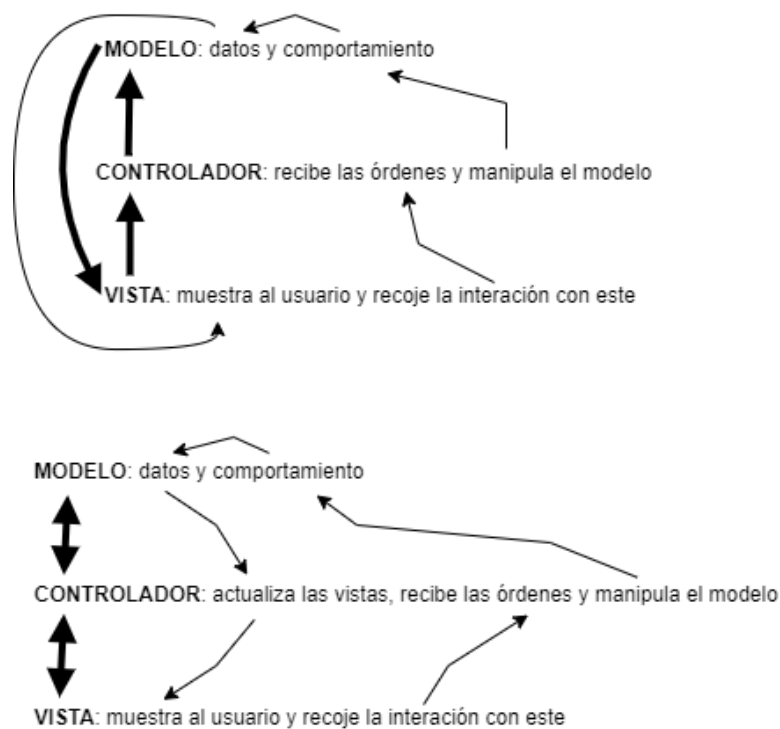 MODELO: datos y comportamiento
CONTROLADOR: recibe las órdenes y manipula el modelo
VISTA: muestra al usuario y recoje la interación con este
MODELO: datos y comportamiento
CONTROLADOR: actualiza las vistas, recibe las órdenes y manipula el modelo
VISTA: muestra al usuario y recoje la interación con este